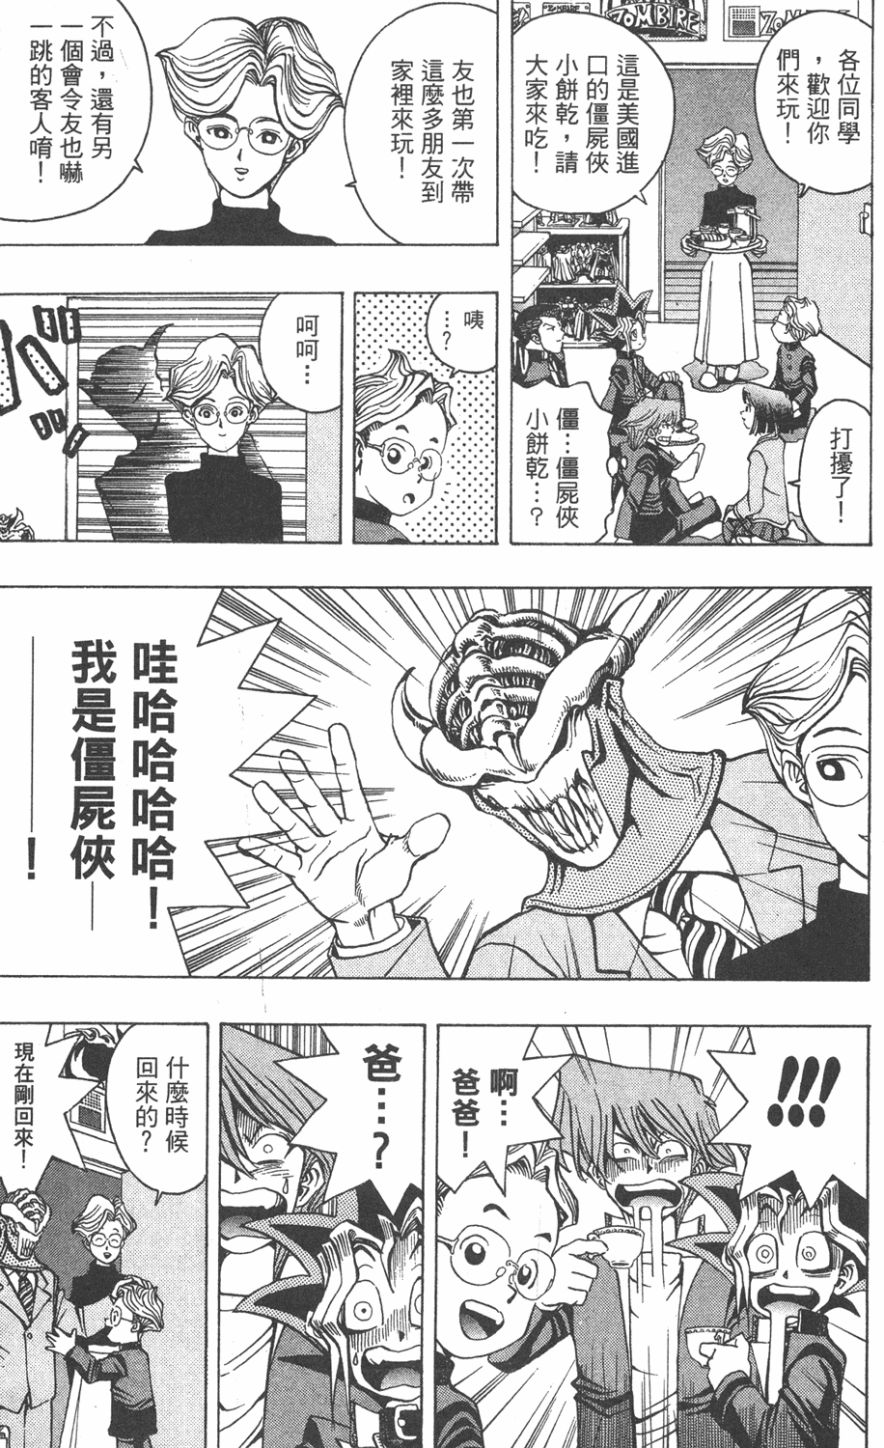 ZOMBIRE
各位同學
，歡迎你
們來玩！
這是美國進
口的僵屍俠
小餅乾，請
大家來吃！
打擾了！
僵…僵屍俠
小餅乾…？
友也第一次帶
這麼多朋友到
家裡來玩！
不過，還有另
一個會令友也嚇
一跳的客人唷！
咦
…？
呵呵…
哇哈哈哈哈！
我是僵屍俠—
—！
!!!
啊…
爸爸！
爸…？
什麼時候
回來的？
現在剛回來！